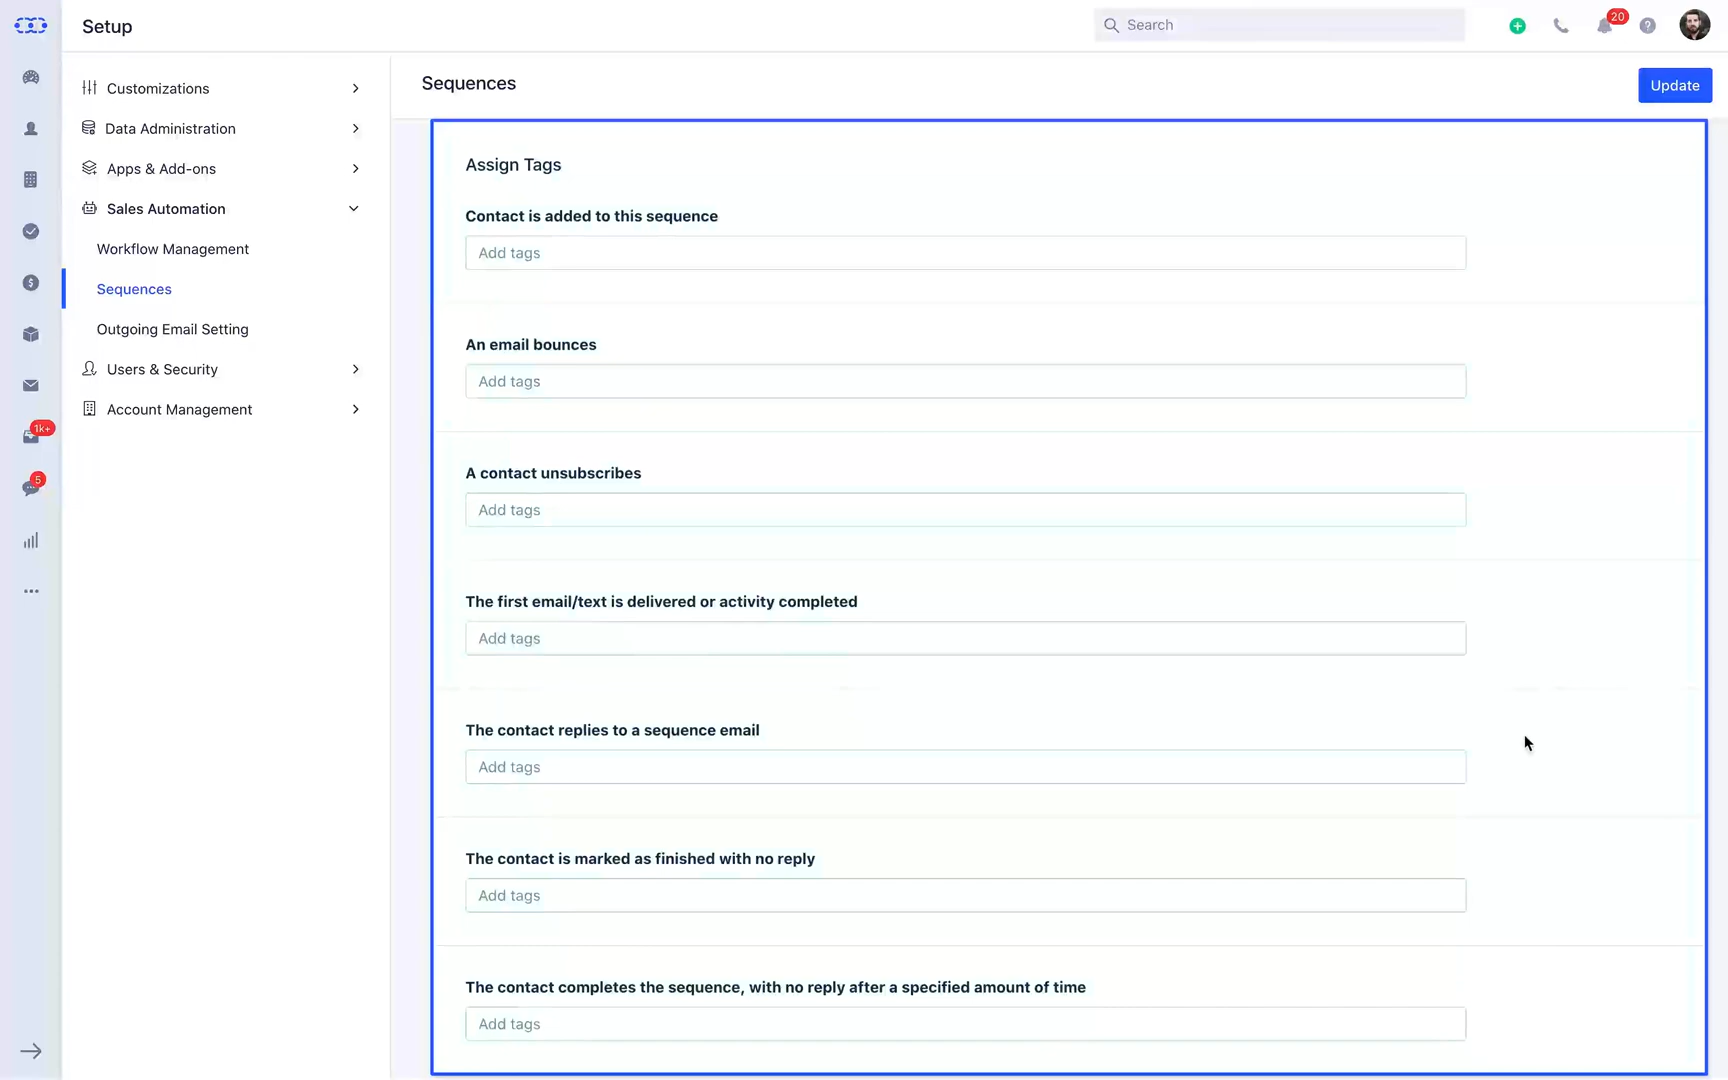 Setup
Search
20
Customizations
Data Administration
Apps & Add-ons
Sales Automation
Workflow Management
Sequences
Outgoing Email Setting
Users & Security
Account Management
1k+
5
Sequences
Update
Assign Tags
Contact is added to this sequence
Add tags
An email bounces
Add tags
A contact unsubscribes
Add tags
The first email/text is delivered or activity completed
Add tags
The contact replies to a sequence email
Add tags
The contact is marked as finished with no reply
Add tags
The contact completes the sequence, with no reply after a specified amount of time
Add tags